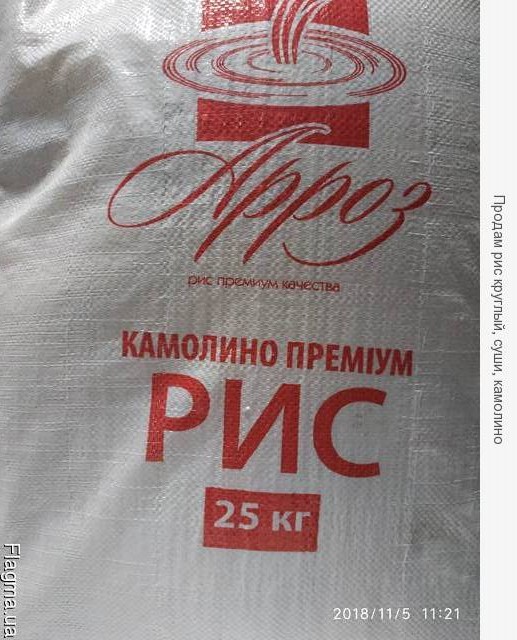 Арроз
рис премиум качества
КАМОЛИНО ПРЕМІУМ
РИС
25 кг
2018/11/5 11:21
Flagma.ua
Продам рис круглый, суши, камолино